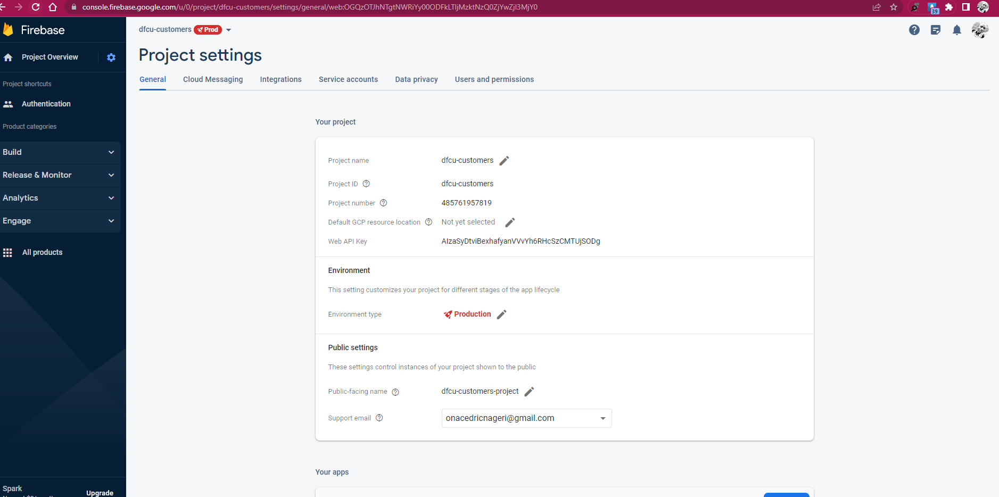 console.firebase.google.com/u/0/project/dfcu-customers/settings/general/web:OGQzOTJhNTgtNWRiYy00ODFkLTljMzktNzQ0ZjYwZjI3MjY0
39
Firebase
dfcu-customers Prod
Project Overview
Project settings
General Cloud Messaging Integrations Service accounts Data privacy Users and permissions
Project shortcuts
Authentication
Product categories
Build
Release & Monitor
Analytics
Engage
All products
Spark
Upgrade
Your project
Project name dfcu-customers
Project ID dfcu-customers
Project number 485761957819
Default GCP resource location Not yet selected
Web API Key AIzaSyDtviBexhafyanVVvYh6RHcSzCMTUjSODg
Environment
This setting customizes your project for different stages of the app lifecycle
Environment type Production
Public settings
These settings control instances of your project shown to the public
Public-facing name dfcu-customers-project
Support email onacedricnageri@gmail.com
Your apps